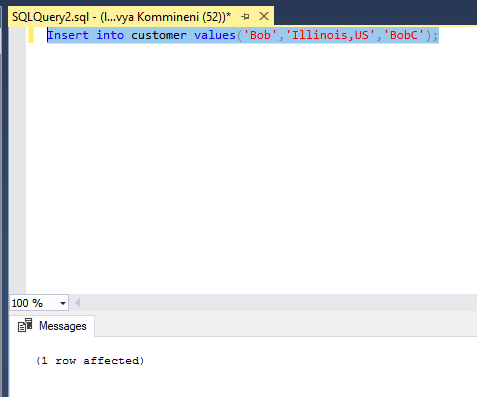 SQLQuery2.sql - (l...vya Kommineni (52))*
Insert into customer values('Bob','Illinois,US','BobC');
100 %
Messages
(1 row affected)